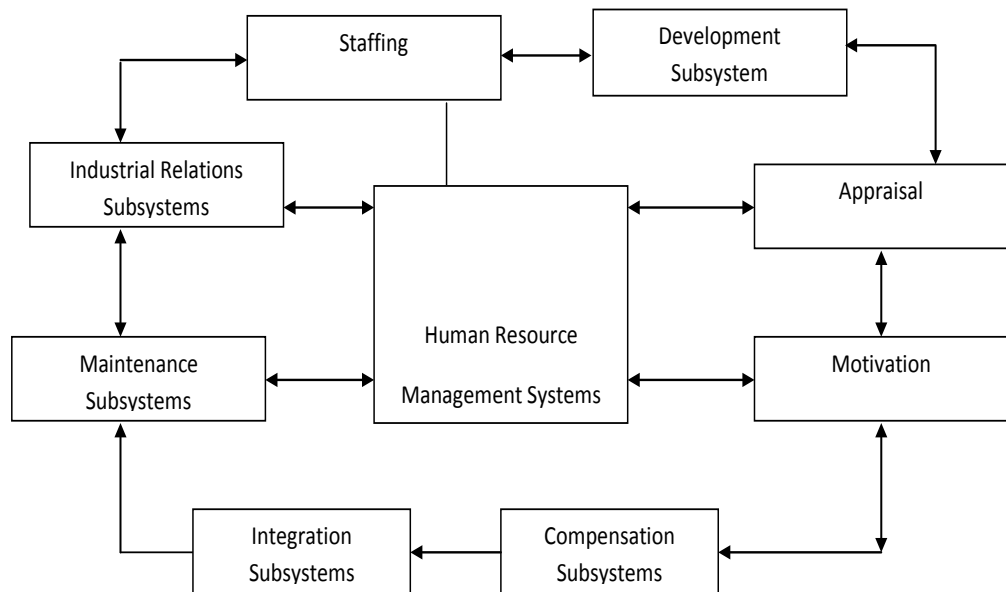 Staffing
Development
Subsystem
Industrial Relations
Subsystems
Appraisal
Human Resource
Management Systems
Maintenance
Subsystems
Motivation
Integration
Subsystems
Compensation
Subsystems